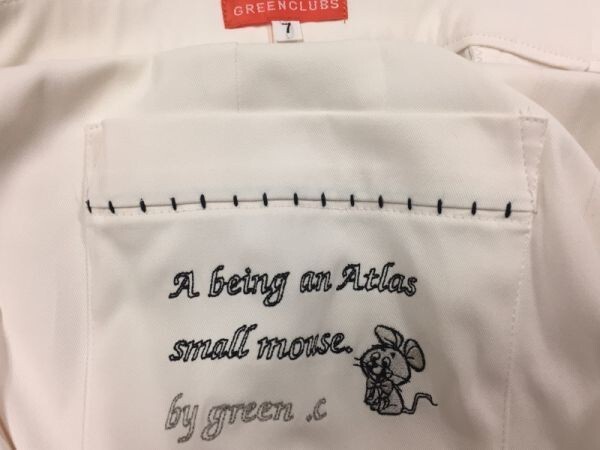 GREENCLUBS
7
A being an Atlas
small mouse.
by green .c